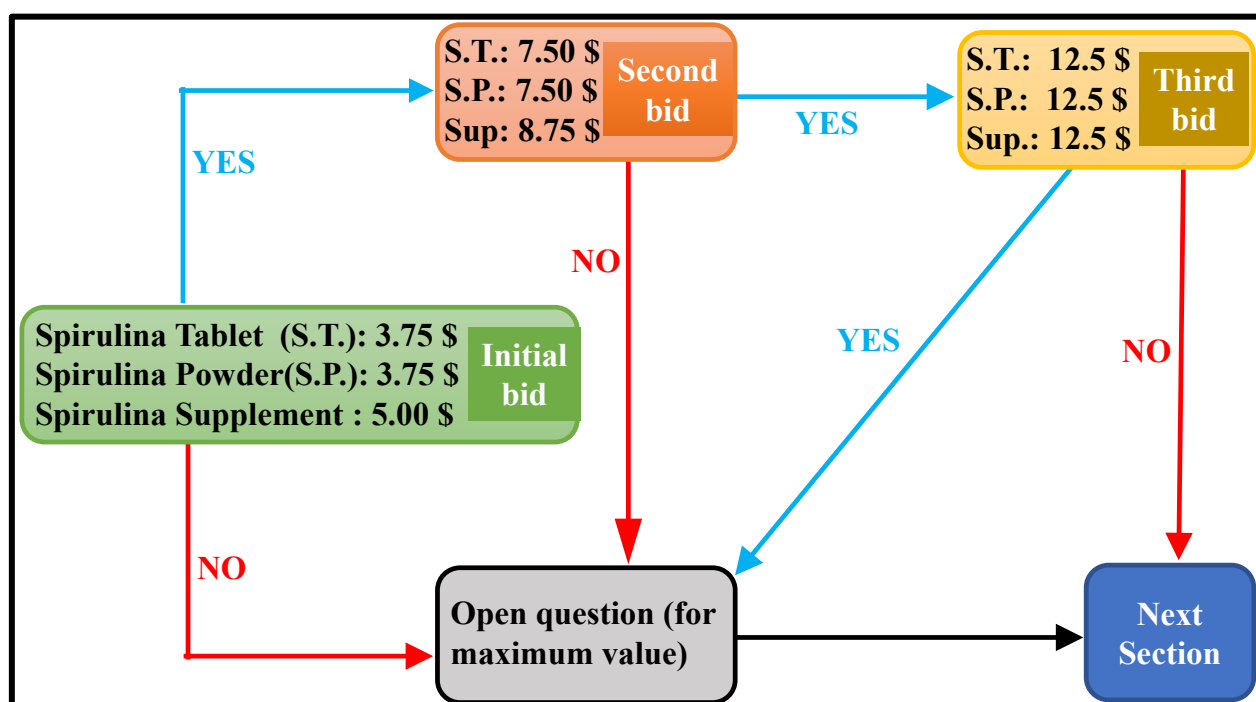 S.T.: 7.50 $
S.P.: 7.50 $
Sup: 8.75 $
Second
bid
YES
S.T.: 12.5 $
S.P.: 12.5 $
Sup.: 12.5 $
Third
bid
YES
NO
Spirulina Tablet (S.T.): 3.75 $
Spirulina Powder(S.P.): 3.75 $
Spirulina Supplement : 5.00 $
Initial
bid
YES
NO
NO
Open question (for
maximum value)
Next
Section